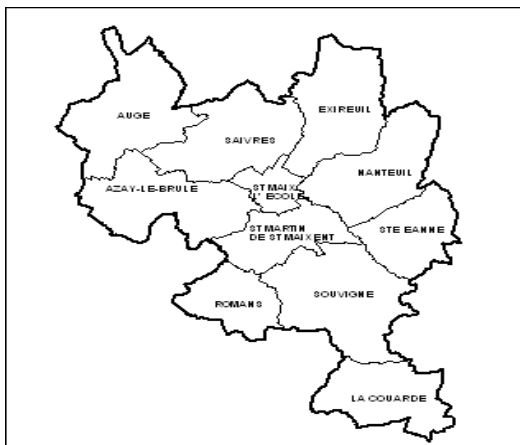 AUGE
EXIREUIL
SAIVRES
NANTEUIL
AZAY-LE-BRULE
ST MAIX
L' ECOLE
ST MARTIN
DE ST MAIXENT
STE EANNE
SOUVIGNE
ROMANS
LA COUARDE